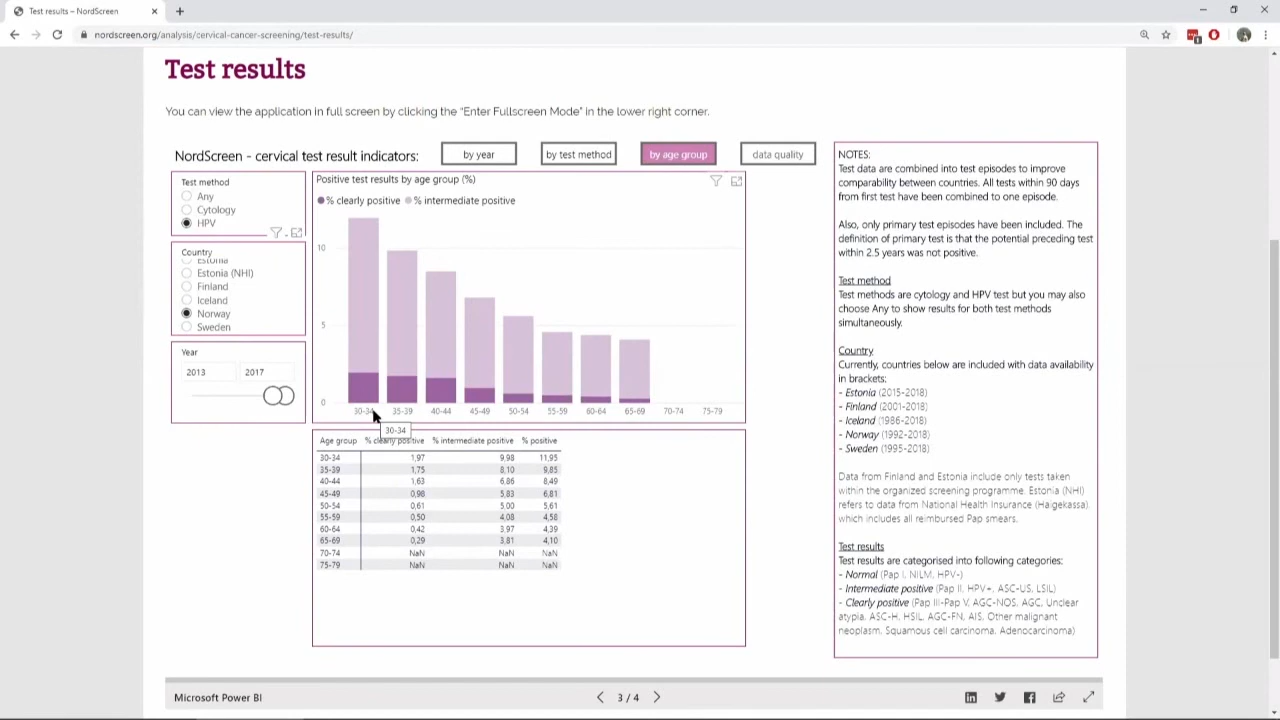 Test results – NordScreen
nordscreen.org/analysis/cervical-cancer-screening/test-results/
Test results
You can view the application in full screen by clicking the "Enter Fullscreen Mode" in the lower right corner.
NordScreen - cervical test result indicators:
by year
by test method
by age group
data quality
Test method
Any
Cytology
HPV
Country
Estonia
Estonia (NHI)
Finland
Iceland
Norway
Sweden
Year
2013 2017
Positive test results by age group (%)
% clearly positive % intermediate positive
10
5
0
30-34 35-39 40-44 45-49 50-54 55-59 60-64 65-69 70-74 75-79
30-34
Age group % clearly positive % intermediate positive % positive
30-34 1,97 9,98 11,95
35-39 1,75 8,10 9,85
40-44 1,63 6,86 8,49
45-49 0,98 5,83 6,81
50-54 0,61 5,00 5,61
55-59 0,50 4,08 4,58
60-64 0,42 3,97 4,39
65-69 0,29 3,81 4,10
70-74 NaN NaN NaN
75-79 NaN NaN NaN
NOTES:
Test data are combined into test episodes to improve
comparability between countries. All tests within 90 days
from first test have been combined to one episode.
Also, only primary test episodes have been included. The
definition of primary test is that the potential preceding test
within 2.5 years was not positive.
Test method
Test methods are cytology and HPV test but you may also
choose Any to show results for both test methods
simultaneously.
Country
Currently, countries below are included with data availability
in brackets:
- Estonia (2015-2018)
- Finland (2001-2018)
- Iceland (1986-2018)
- Norway (1992-2018)
- Sweden (1995-2018)
Data from Finland and Estonia include only tests taken
within the organized screening programme. Estonia (NHI)
refers to data from National Health Insurance (Haigekassa)
which includes all reimbursed Pap smears.
Test results
Test results are categorised into following categories:
- Normal (Pap I, NILM, HPV-)
- Intermediate positive (Pap II, HPV+, ASC-US, LSIL)
- Clearly positive (Pap III-Pap V, AGC-NOS, AGC, Unclear
atypia, ASC-H, HSIL, AGC-FN, AIS, Other malignant
neoplasm, Squamous cell carcinoma, Adenocarcinoma)
Microsoft Power BI
3 / 4